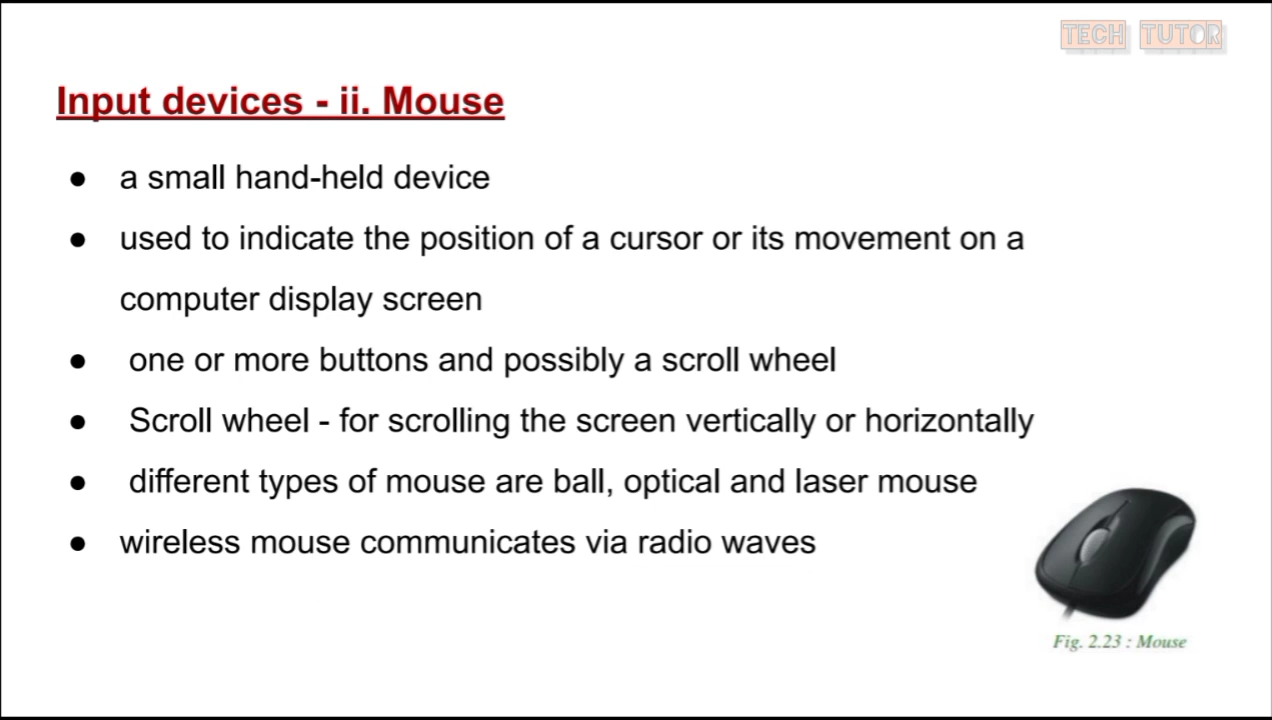 TECH TUTOR
Input devices - ii. Mouse
● a small hand-held device
● used to indicate the position of a cursor or its movement on a
computer display screen
● one or more buttons and possibly a scroll wheel
● Scroll wheel - for scrolling the screen vertically or horizontally
● different types of mouse are ball, optical and laser mouse
● wireless mouse communicates via radio waves
Fig. 2.23 : Mouse